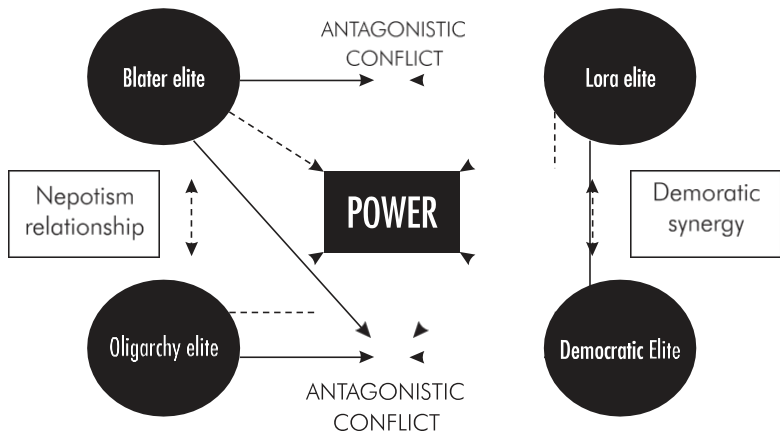 ANTAGONISTIC
CONFLICT
Blater elite
Lora elite
Nepotism
relationship
POWER
Demoratic
synergy
Oligarchy elite
Democratic Elite
ANTAGONISTIC
CONFLICT